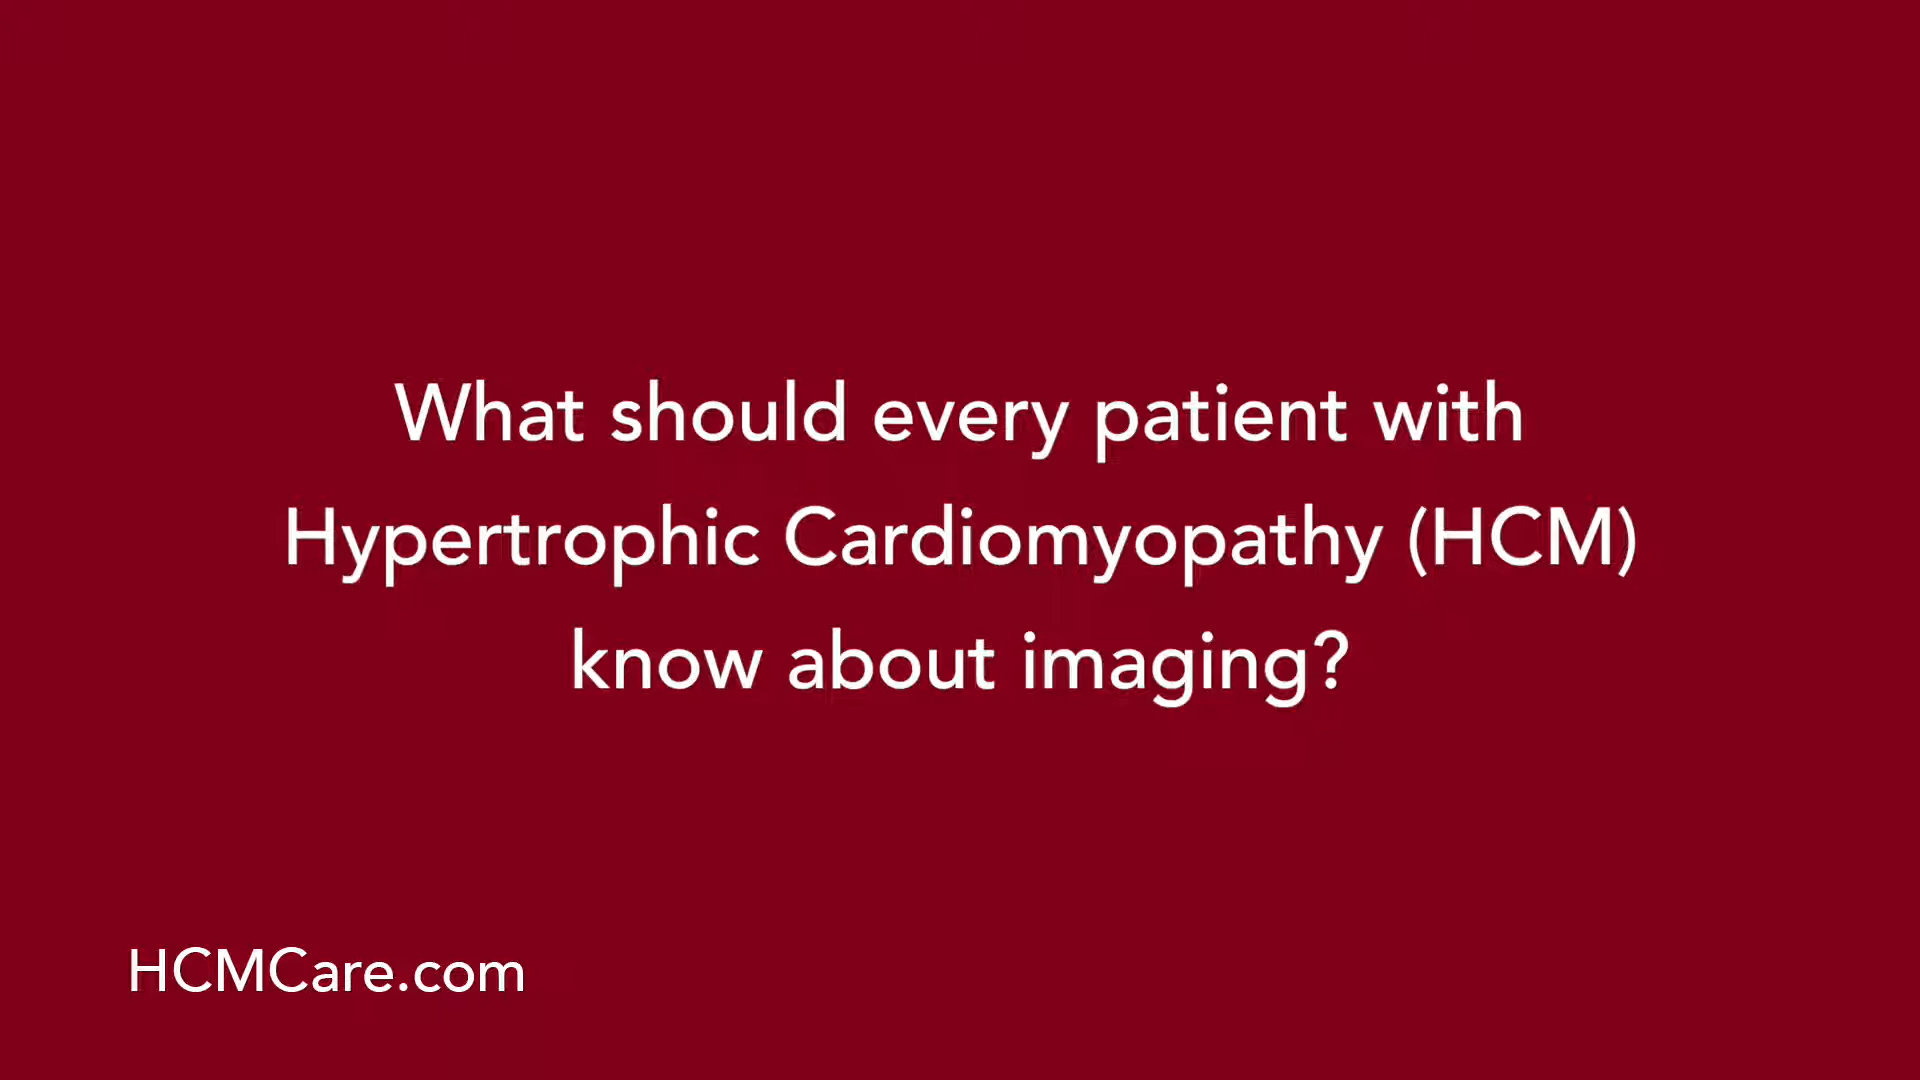 What should every patient with
Hypertrophic Cardiomyopathy (HCM)
know about imaging?
HCMCare.com